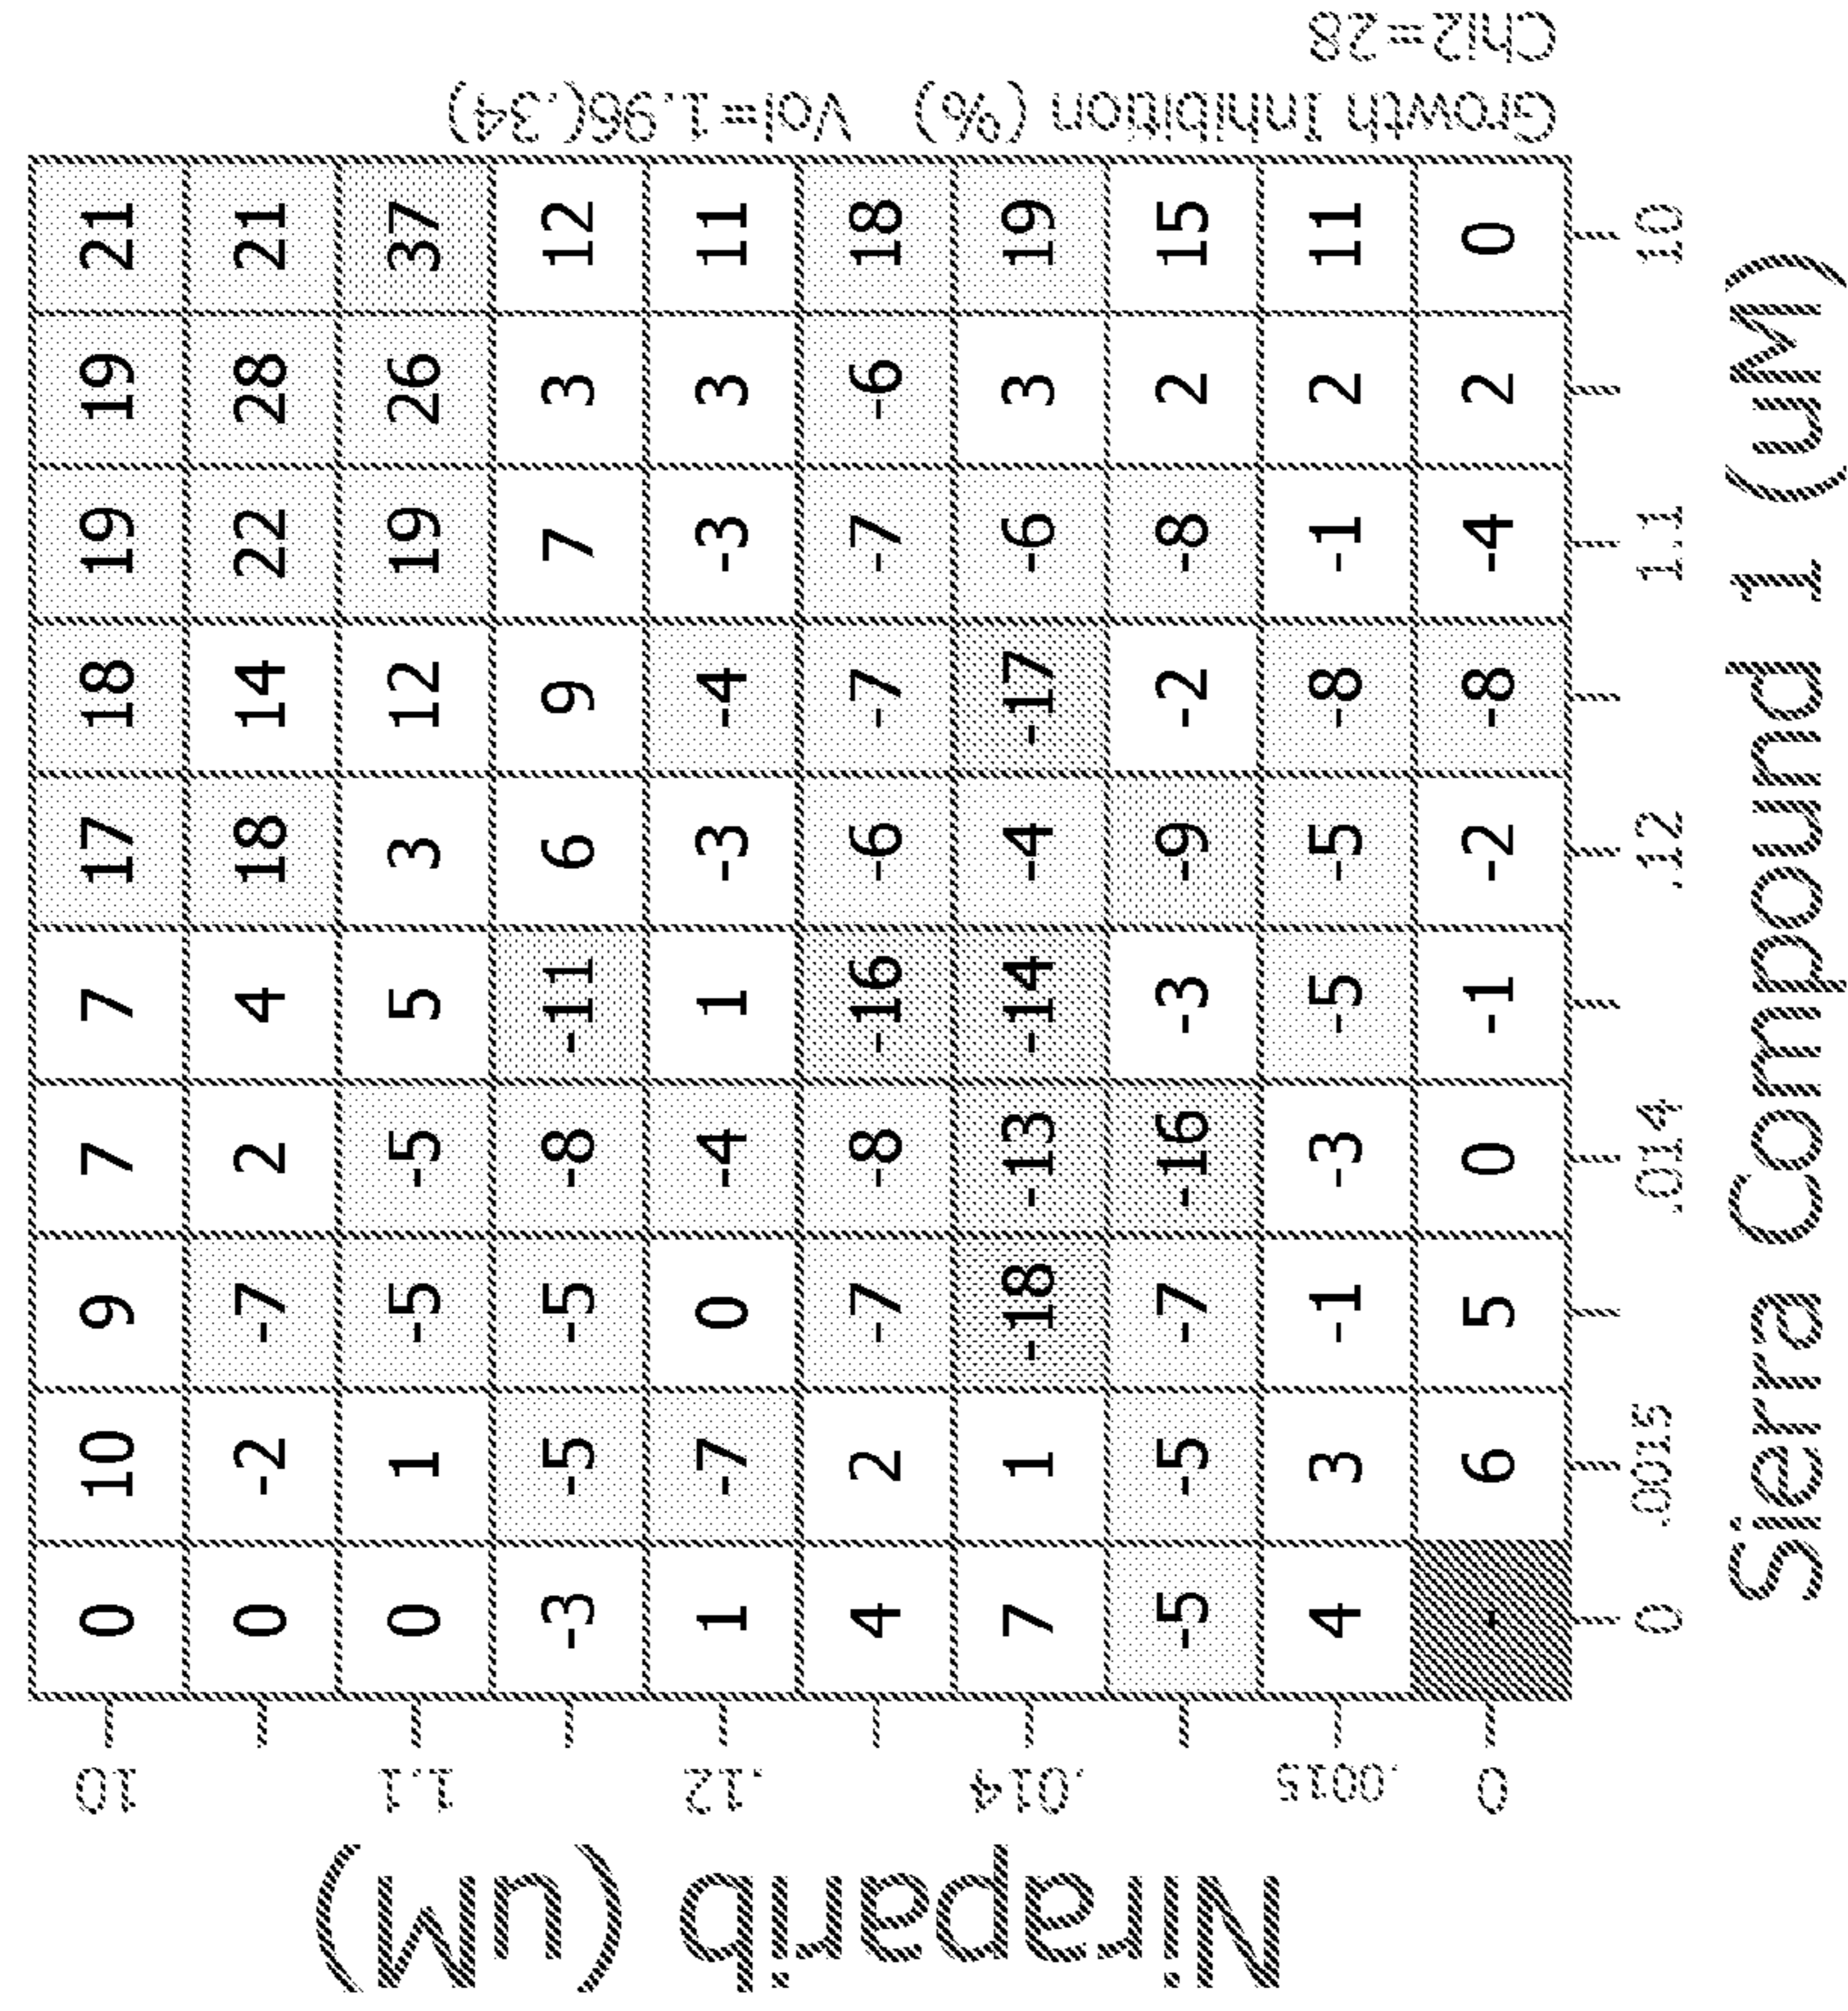 10 0 10 9 7 7 17 18 19 19 21
0 -2 -7 2 4 18 14 22 28 21
1.1 0 1 -5 -5 5 3 12 19 26 37
-3 -5 -5 -8 -11 6 9 7 3 12
.12 1 -7 0 -4 1 -3 -4 -3 3 11
4 2 -7 -8 -16 -6 -7 -7 -6 18
.014 7 1 -18 -13 -14 -4 -17 -6 3 19
-5 -5 -7 -16 -3 -9 -2 -8 2 15
.0015 4 3 -1 -3 -5 -5 -8 -1 2 11
0 - 6 5 0 -1 -2 -8 -4 2 0
0 .0015 .014 .12 1.1 10
Niraparib (uM)
Sierra Compound 1 (uM)
Growth Inhibition (%) Vol=1.96(.34)
Chi2=28